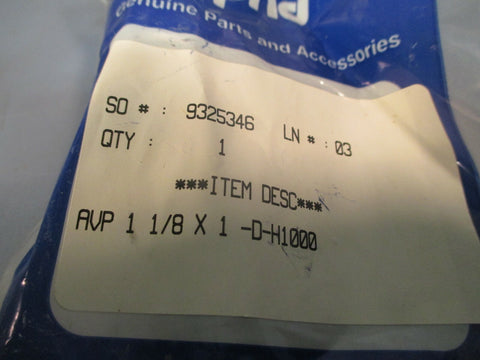 Genuine Parts and Accessories
SO # : 9325346 LN # : 03
QTY : 1
***ITEM DESC***
AVP 1 1/8 X 1 -D-H1000